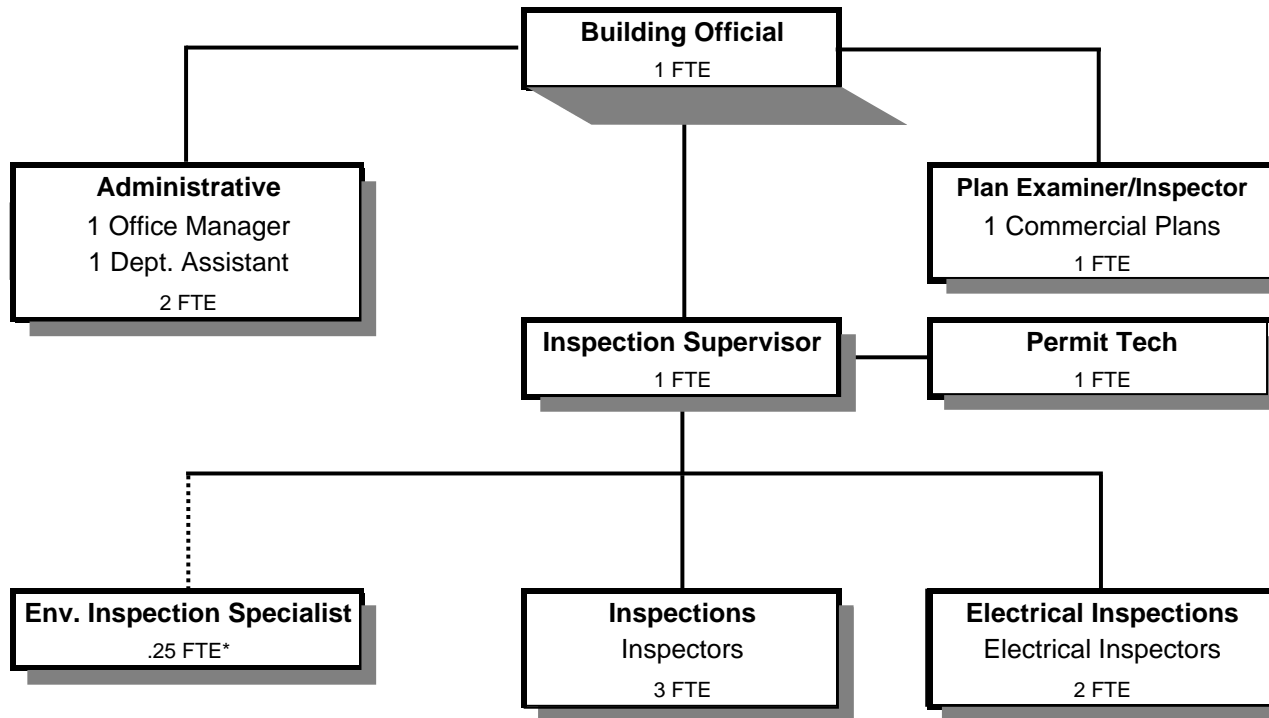 Building Official
1 FTE
Administrative
1 Office Manager
1 Dept. Assistant
2 FTE
Plan Examiner/Inspector
1 Commercial Plans
1 FTE
Inspection Supervisor
1 FTE
Permit Tech
1 FTE
Env. Inspection Specialist
.25 FTE*
Inspections
Inspectors
3 FTE
Electrical Inspections
Electrical Inspectors
2 FTE